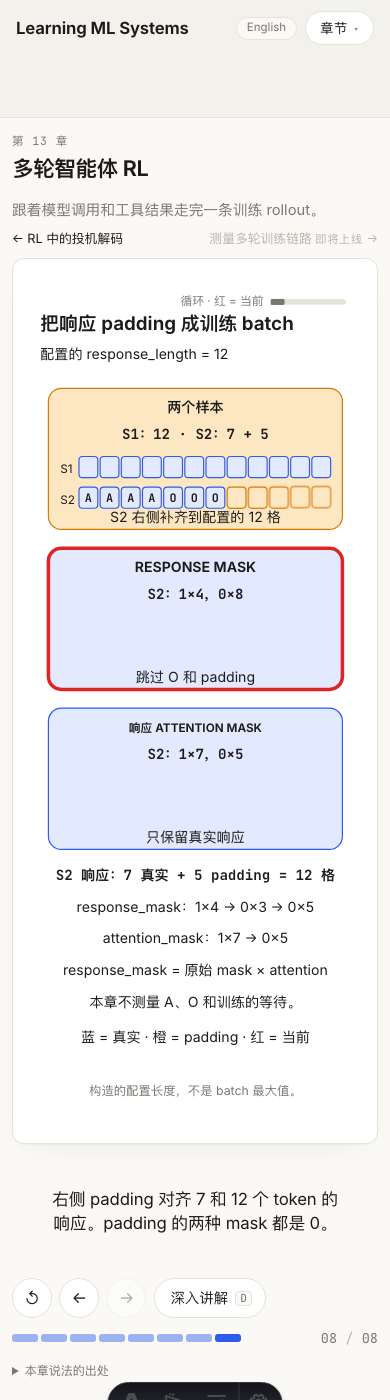 Learning ML Systems
English
章节
第 13 章
多轮智能体 RL
跟着模型调用和工具结果走完一条训练 rollout。
← RL 中的投机解码
测量多轮训练链路 即将上线 →
循环 · 红 = 当前
把响应 padding 成训练 batch
配置的 response_length = 12
两个样本
S1: 12 · S2: 7 + 5
S1
S2 A A A A O O O
S2 右侧补齐到配置的 12 格
RESPONSE MASK
S2: 1×4, 0×8
跳过 O 和 padding
响应 ATTENTION MASK
S2: 1×7, 0×5
只保留真实响应
S2 响应: 7 真实 + 5 padding = 12 格
response_mask: 1×4 → 0×3 → 0×5
attention_mask: 1×7 → 0×5
response_mask = 原始 mask × attention
本章不测量 A、O 和训练的等待。
蓝 = 真实 · 橙 = padding · 红 = 当前
构造的配置长度，不是 batch 最大值。
右侧 padding 对齐 7 和 12 个 token 的
响应。padding 的两种 mask 都是 0。
← → 深入讲解 D
08 / 08
▶ 本章说法的出处